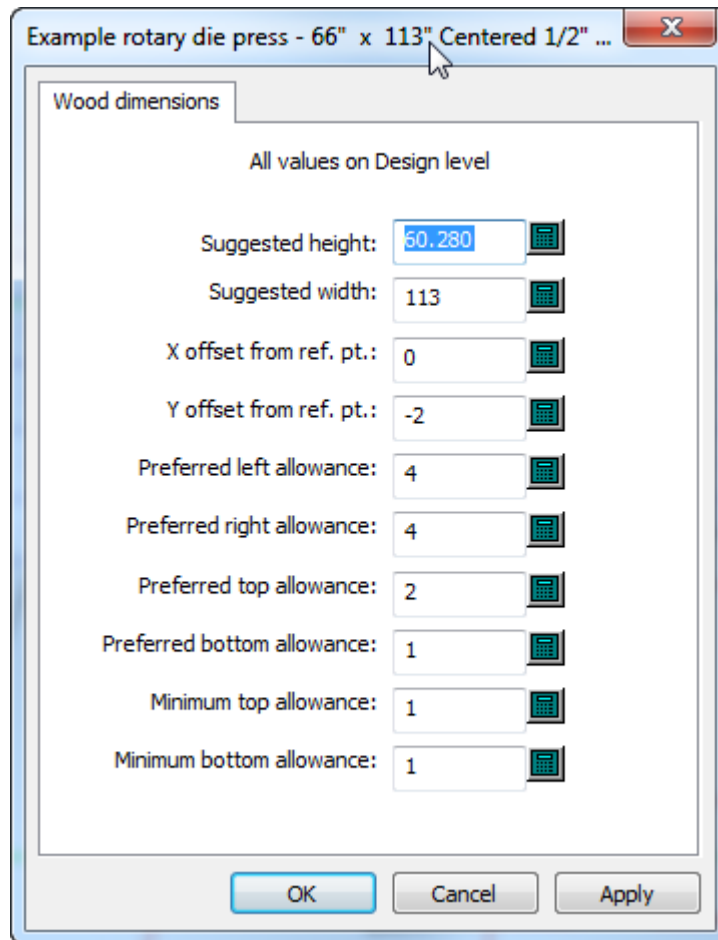 Example rotary die press - 66" x 113" Centered 1/2" ...
Wood dimensions
All values on Design level
Suggested height: 60.280
Suggested width: 113
X offset from ref. pt.: 0
Y offset from ref. pt.: -2
Preferred left allowance: 4
Preferred right allowance: 4
Preferred top allowance: 2
Preferred bottom allowance: 1
Minimum top allowance: 1
Minimum bottom allowance: 1
OK Cancel Apply